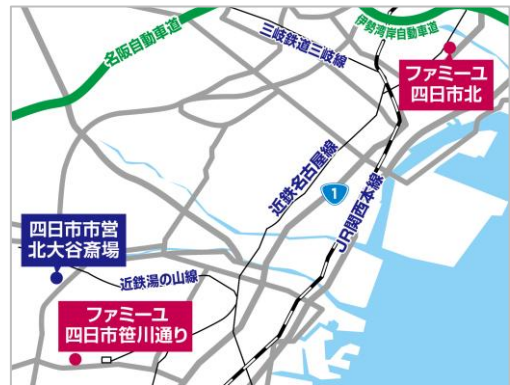 名阪自動車道
三岐鉄道三岐線
伊勢湾岸自動車道
ファミーユ
四日市北
近鉄名古屋線
1
JR関西本線
四日市市営
北大谷斎場
近鉄湯の山線
ファミーユ
四日市笹川通り